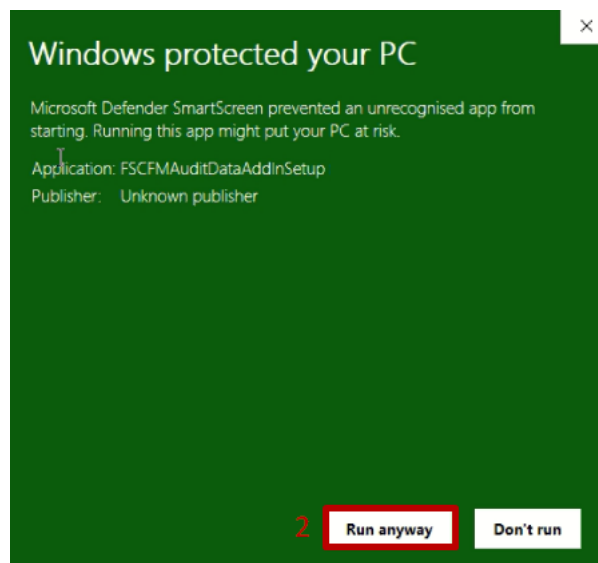 Windows protected your PC
Microsoft Defender SmartScreen prevented an unrecognised app from
starting. Running this app might put your PC at risk.
Application: FSCFMAuditDataAddInSetup
Publisher: Unknown publisher
2 Run anyway Don't run